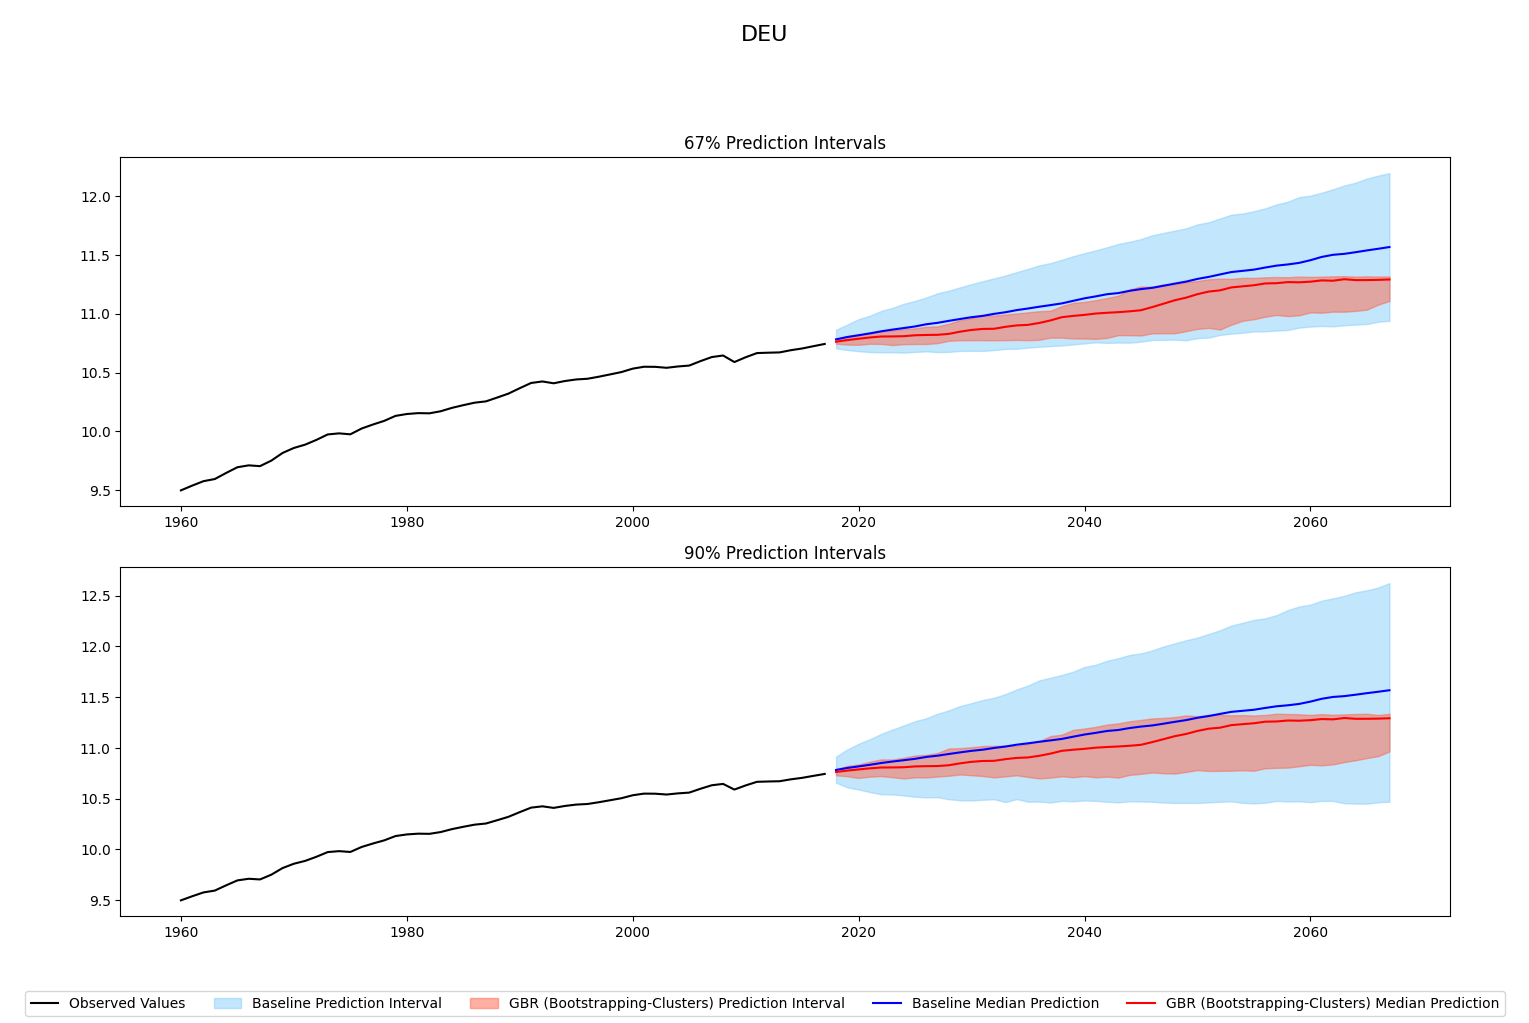 DEU
67% Prediction Intervals
12.0
11.5
11.0
10.5
10.0
9.5
1960 1980 2000 2020 2040 2060
90% Prediction Intervals
12.5
12.0
11.5
11.0
10.5
10.0
9.5
1960 1980 2000 2020 2040 2060
Observed Values Baseline Prediction Interval GBR (Bootstrapping-Clusters) Prediction Interval Baseline Median Prediction GBR (Bootstrapping-Clusters) Median Prediction